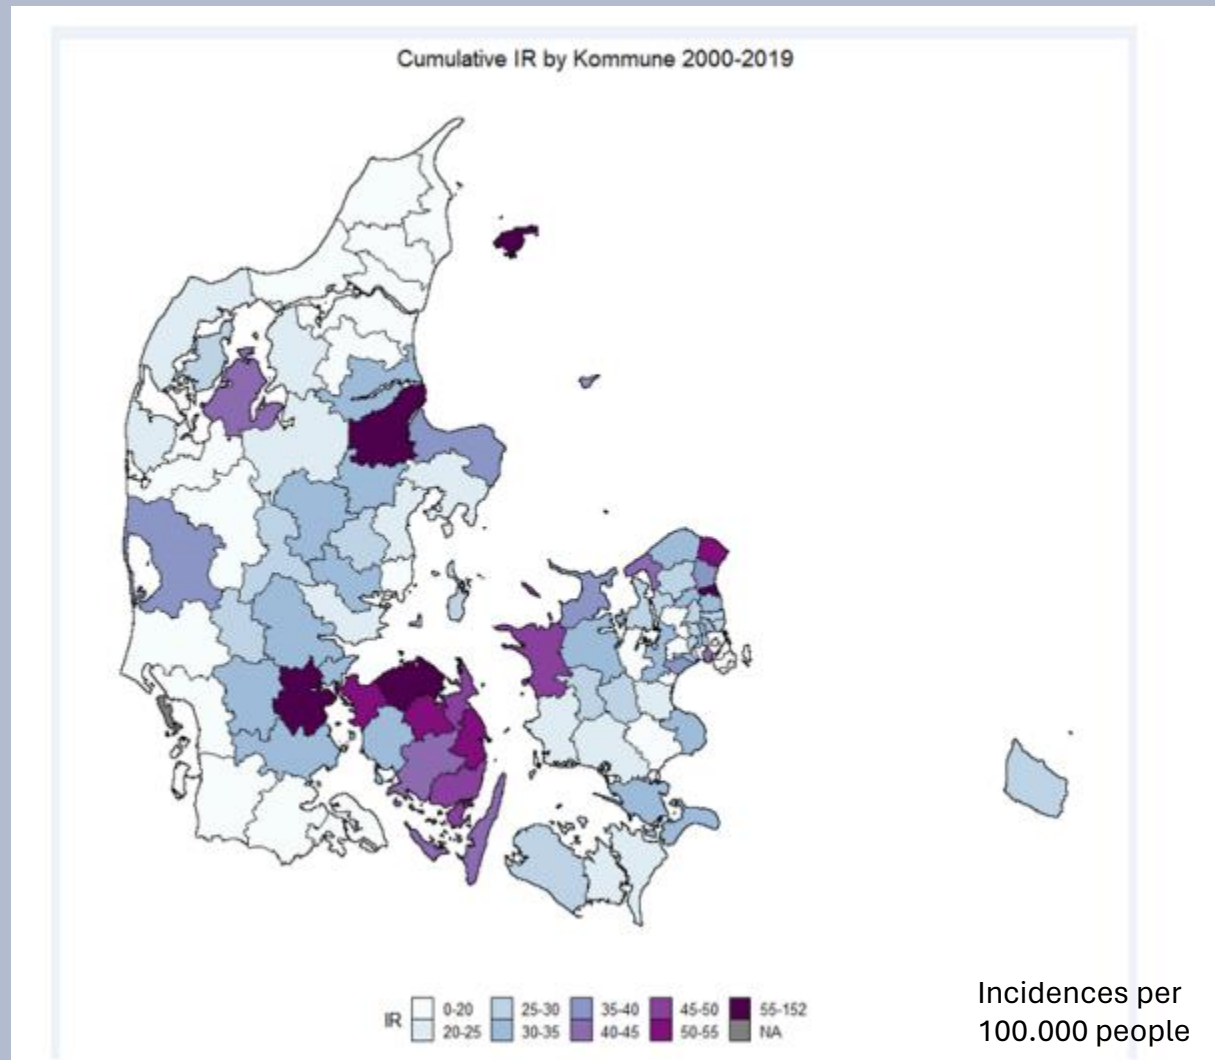 Cumulative IR by Kommune 2000-2019
IR
0-20
25-30
35-40
45-50
55-152
20-25
30-35
40-45
50-55
NA
Incidences per
100.000 people